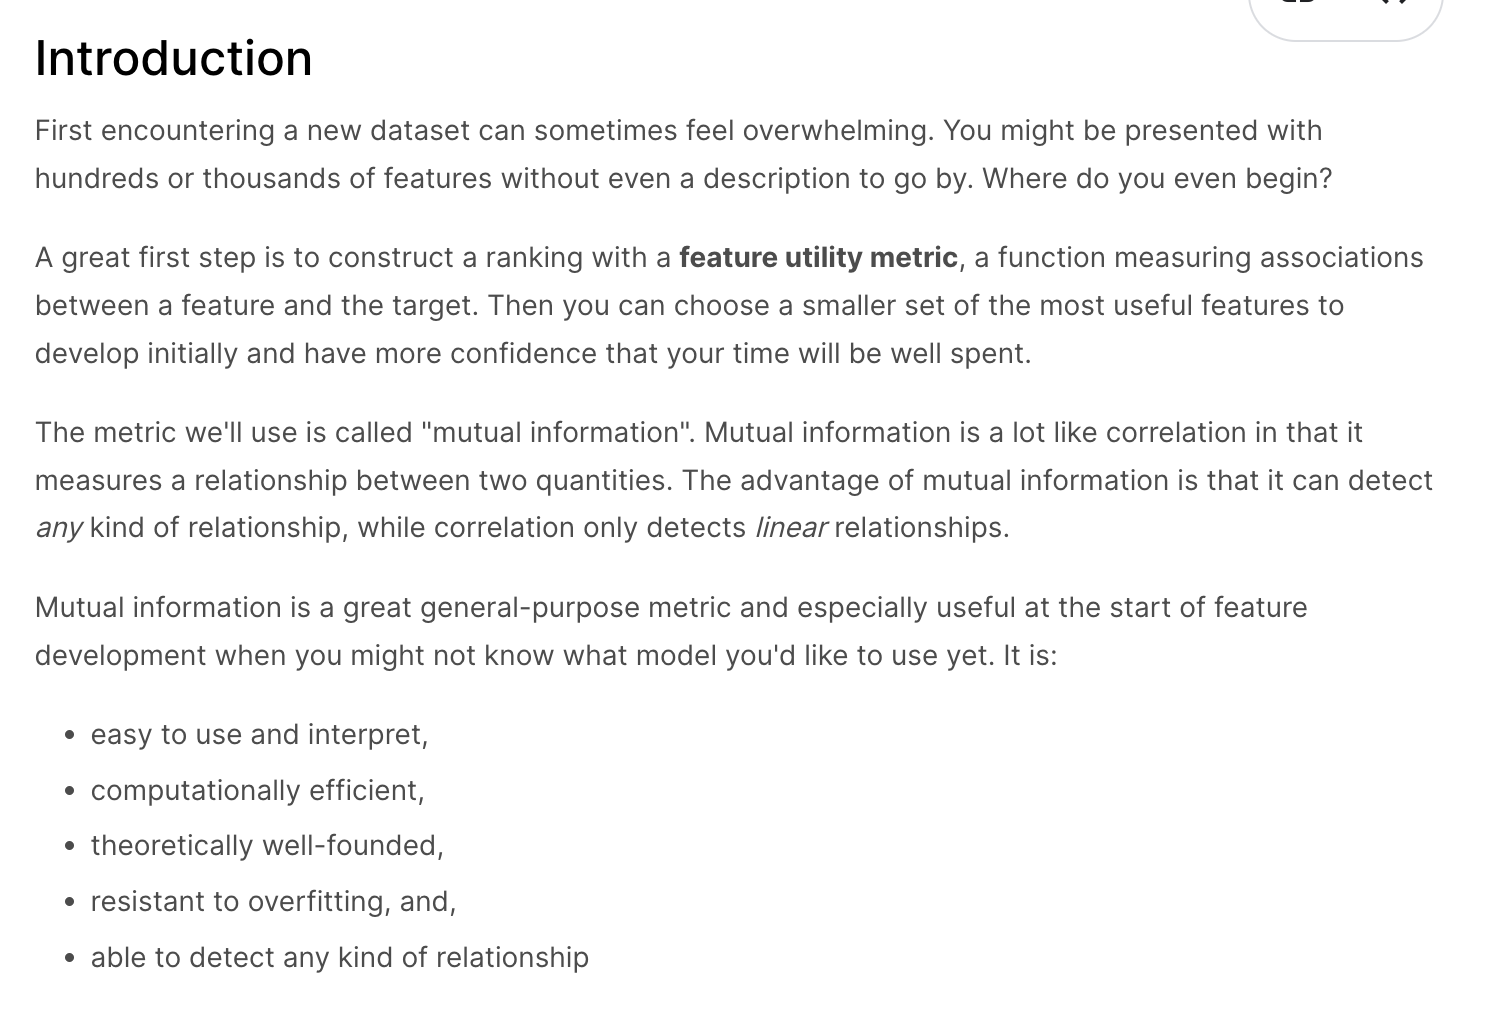 Introduction
First encountering a new dataset can sometimes feel overwhelming. You might be presented with
hundreds or thousands of features without even a description to go by. Where do you even begin?
A great first step is to construct a ranking with a feature utility metric, a function measuring associations
between a feature and the target. Then you can choose a smaller set of the most useful features to
develop initially and have more confidence that your time will be well spent.
The metric we'll use is called "mutual information". Mutual information is a lot like correlation in that it
measures a relationship between two quantities. The advantage of mutual information is that it can detect
any kind of relationship, while correlation only detects linear relationships.
Mutual information is a great general-purpose metric and especially useful at the start of feature
development when you might not know what model you'd like to use yet. It is:
• easy to use and interpret,
• computationally efficient,
• theoretically well-founded,
• resistant to overfitting, and,
• able to detect any kind of relationship